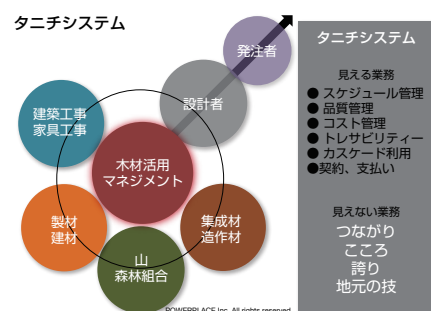 タニチシステム
発注者
設計者
建築工事
家具工事
木材活用
マネジメント
製材
建材
集成材
造作材
山
森林組合
POWERPLACE Inc. All rights reserved
タニチシステム
見える業務
● スケジュール管理
● 品質管理
● コスト管理
● トレサビリティー
● カスケード利用
●契約、支払い
見えない業務
つながり
こころ
誇り
地元の技